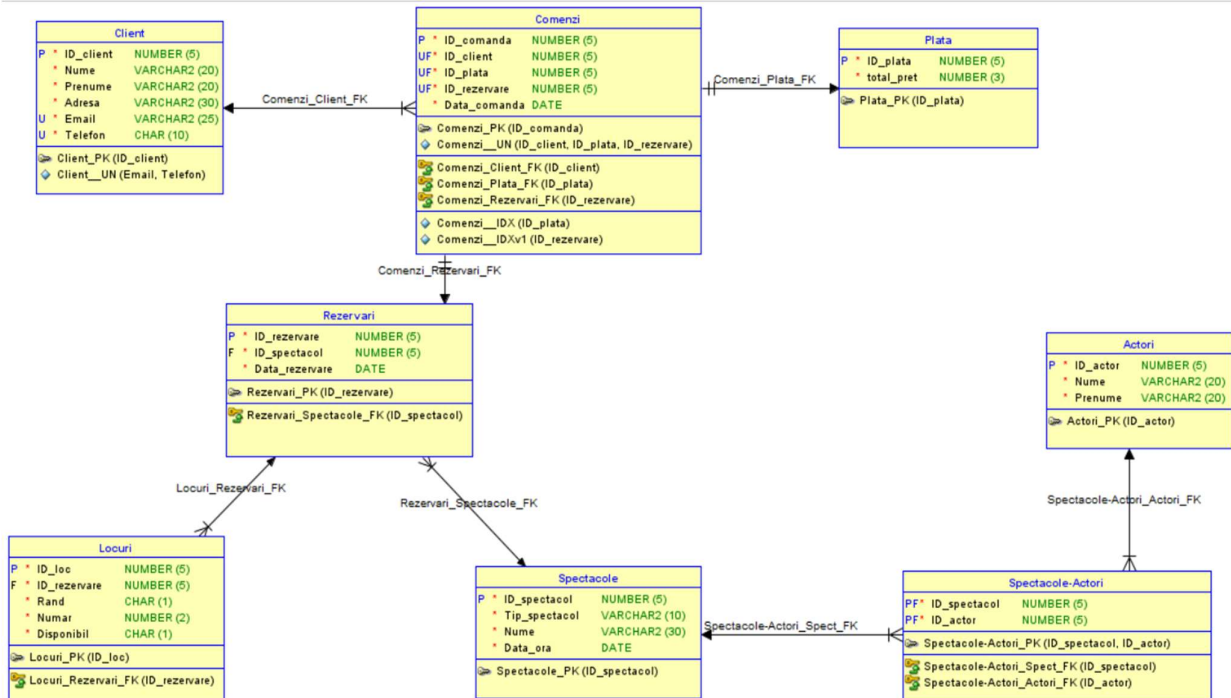 Client
P * ID_client NUMBER (5)
* Nume VARCHAR2 (20)
* Prenume VARCHAR2 (20)
* Adresa VARCHAR2 (30)
U * Email VARCHAR2 (25)
U * Telefon CHAR (10)
Client_PK (ID_client)
Client__UN (Email, Telefon)
Comenzi_Client_FK
Comenzi
P * ID_comanda NUMBER (5)
UF* ID_client NUMBER (5)
UF* ID_plata NUMBER (5)
UF* ID_rezervare NUMBER (5)
* Data_comanda DATE
Comenzi_PK (ID_comanda)
Comenzi__UN (ID_client, ID_plata, ID_rezervare)
Comenzi_Client_FK (ID_client)
Comenzi_Plata_FK (ID_plata)
Comenzi_Rezervari_FK (ID_rezervare)
Comenzi__IDX (ID_plata)
Comenzi__IDXv1 (ID_rezervare)
Comenzi_Plata_FK
Plata
P * ID_plata NUMBER (5)
* total_pret NUMBER (3)
Plata_PK (ID_plata)
Comenzi_Rezervari_FK
Rezervari
P * ID_rezervare NUMBER (5)
F * ID_spectacol NUMBER (5)
* Data_rezervare DATE
Rezervari_PK (ID_rezervare)
Rezervari_Spectacole_FK (ID_spectacol)
Actori
P * ID_actor NUMBER (5)
* Nume VARCHAR2 (20)
* Prenume VARCHAR2 (20)
Actori_PK (ID_actor)
Locuri_Rezervari_FK
Rezervari_Spectacole_FK
Spectacole-Actori_Actori_FK
Locuri
P * ID_loc NUMBER (5)
F * ID_rezervare NUMBER (5)
* Rand CHAR (1)
* Numar NUMBER (2)
* Disponibil CHAR (1)
Locuri_PK (ID_loc)
Locuri_Rezervari_FK (ID_rezervare)
Spectacole
P * ID_spectacol NUMBER (5)
* Tip_spectacol VARCHAR2 (10)
* Nume VARCHAR2 (30)
* Data_ora DATE
Spectacole_PK (ID_spectacol)
Spectacole-Actori_Spect_FK
Spectacole-Actori
PF* ID_spectacol NUMBER (5)
PF* ID_actor NUMBER (5)
Spectacole-Actori_PK (ID_spectacol, ID_actor)
Spectacole-Actori_Spect_FK (ID_spectacol)
Spectacole-Actori_Actori_FK (ID_actor)